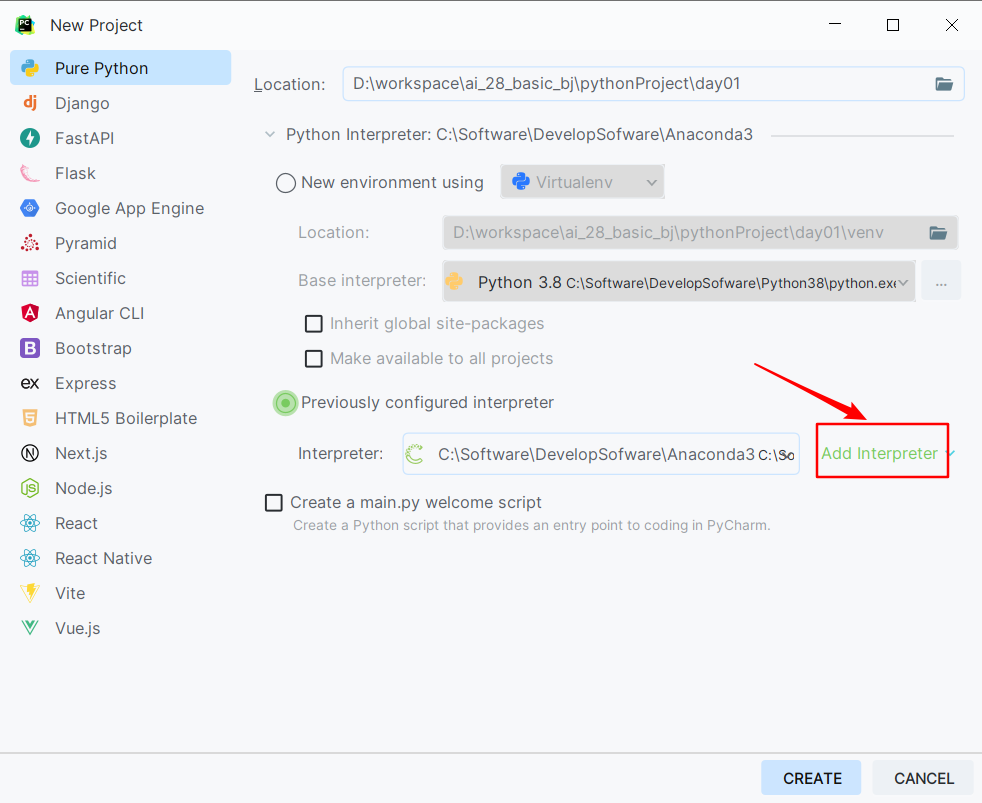 New Project
Pure Python
Django
FastAPI
Flask
Google App Engine
Pyramid
Scientific
Angular CLI
Bootstrap
Express
HTML5 Boilerplate
Next.js
Node.js
React
React Native
Vite
Vue.js
Location: D:\workspace\ai_28_basic_bj\pythonProject\day01
Python Interpreter: C:\Software\DevelopSofware\Anaconda3
New environment using Virtualenv
Location: D:\workspace\ai_28_basic_bj\pythonProject\day01\venv
Base interpreter: Python 3.8 C:\Software\DevelopSofware\Python38\python.exe ...
Inherit global site-packages
Make available to all projects
Previously configured interpreter
Interpreter: C:\Software\DevelopSofware\Anaconda3 C:\So Add Interpreter
Create a main.py welcome script
Create a Python script that provides an entry point to coding in PyCharm.
CREATE CANCEL